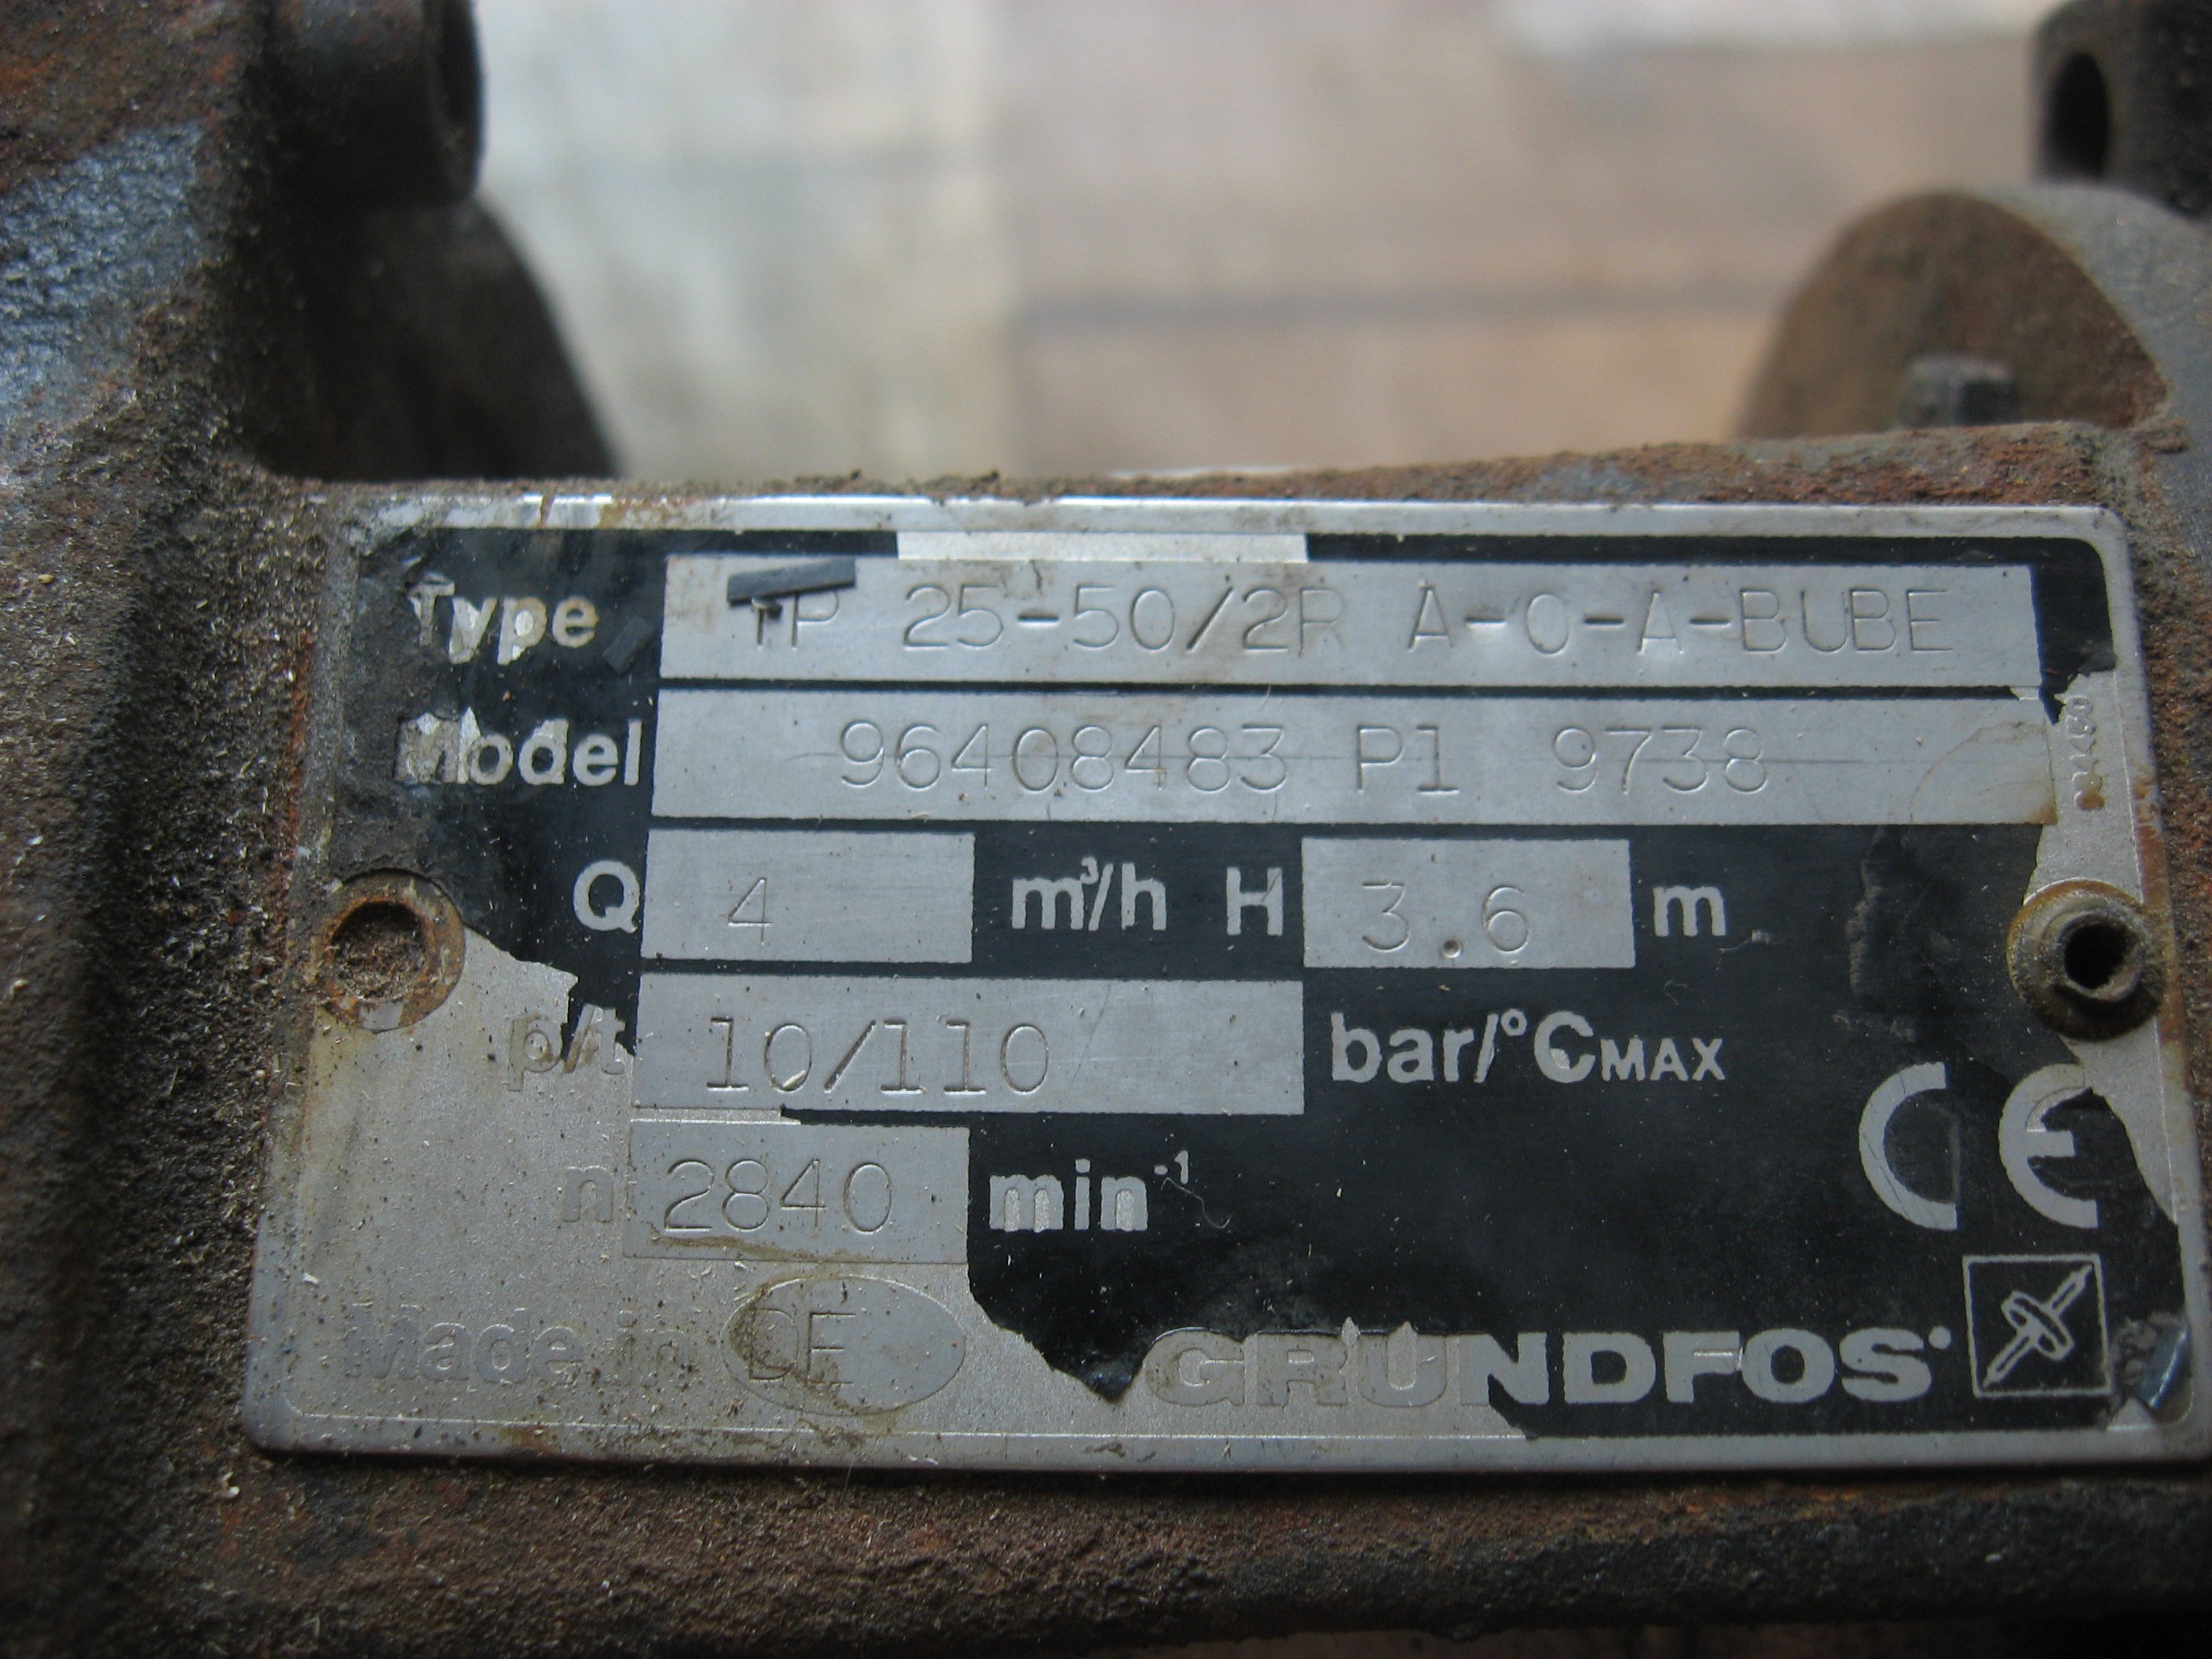 Type TP 25-50/2R A-O-A-BUBE
Model 96408483 P1 9738
Q 4 m³/h H 3.6 m
p/t 10/110 bar/°CMAX
n 2840 min-1
CE
Made in DE GRUNDFOS